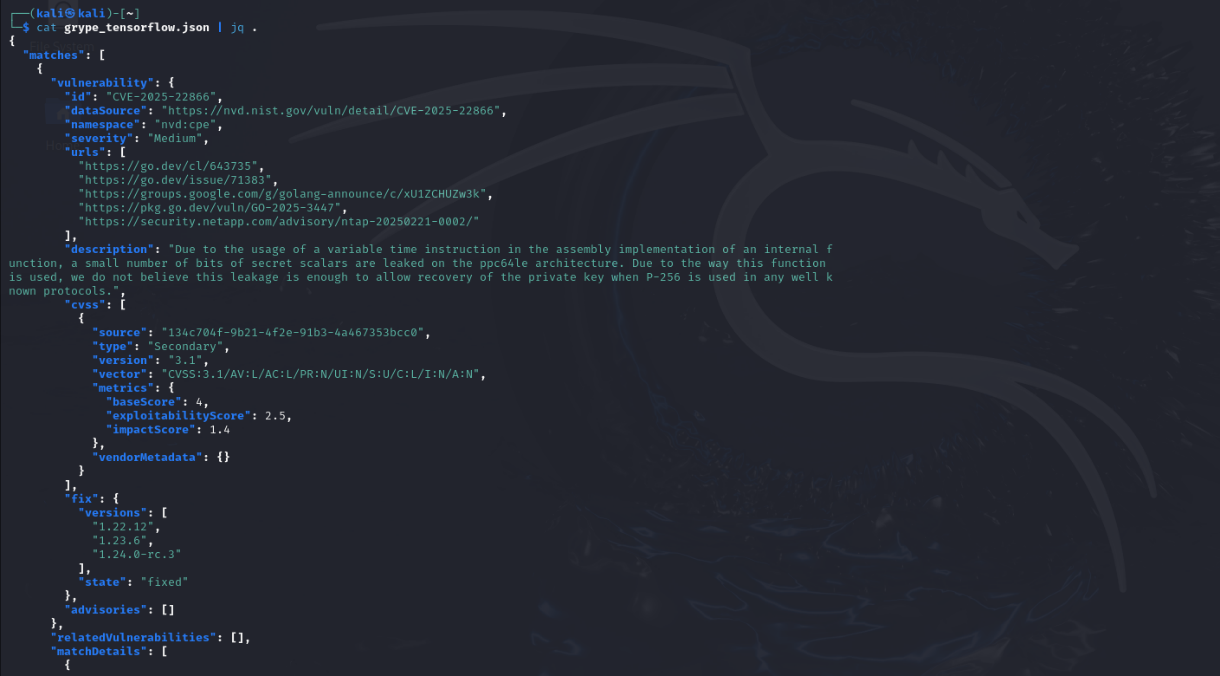 ┌──(kali㉿kali)-[~]
└─$ cat grype_tensorflow.json | jq .
{
  "matches": [
    {
      "vulnerability": {
        "id": "CVE-2025-22866",
        "dataSource": "https://nvd.nist.gov/vuln/detail/CVE-2025-22866",
        "namespace": "nvd:cpe",
        "severity": "Medium",
        "urls": [
          "https://go.dev/cl/643735",
          "https://go.dev/issue/71383",
          "https://groups.google.com/g/golang-announce/c/xU1ZCHUZw3k",
          "https://pkg.go.dev/vuln/GO-2025-3447",
          "https://security.netapp.com/advisory/ntap-20250221-0002/"
        ],
        "description": "Due to the usage of a variable time instruction in the assembly implementation of an internal f
unction, a small number of bits of secret scalars are leaked on the ppc64le architecture. Due to the way this function
is used, we do not believe this leakage is enough to allow recovery of the private key when P-256 is used in any well k
nown protocols.",
        "cvss": [
          {
            "source": "134c704f-9b21-4f2e-91b3-4a467353bcc0",
            "type": "Secondary",
            "version": "3.1",
            "vector": "CVSS:3.1/AV:L/AC:L/PR:N/UI:N/S:U/C:L/I:N/A:N",
            "metrics": {
              "baseScore": 4,
              "exploitabilityScore": 2.5,
              "impactScore": 1.4
            },
            "vendorMetadata": {}
          }
        ],
        "fix": {
          "versions": [
            "1.22.12",
            "1.23.6",
            "1.24.0-rc.3"
          ],
          "state": "fixed"
        },
        "advisories": []
      },
      "relatedVulnerabilities": [],
      "matchDetails": [
        {